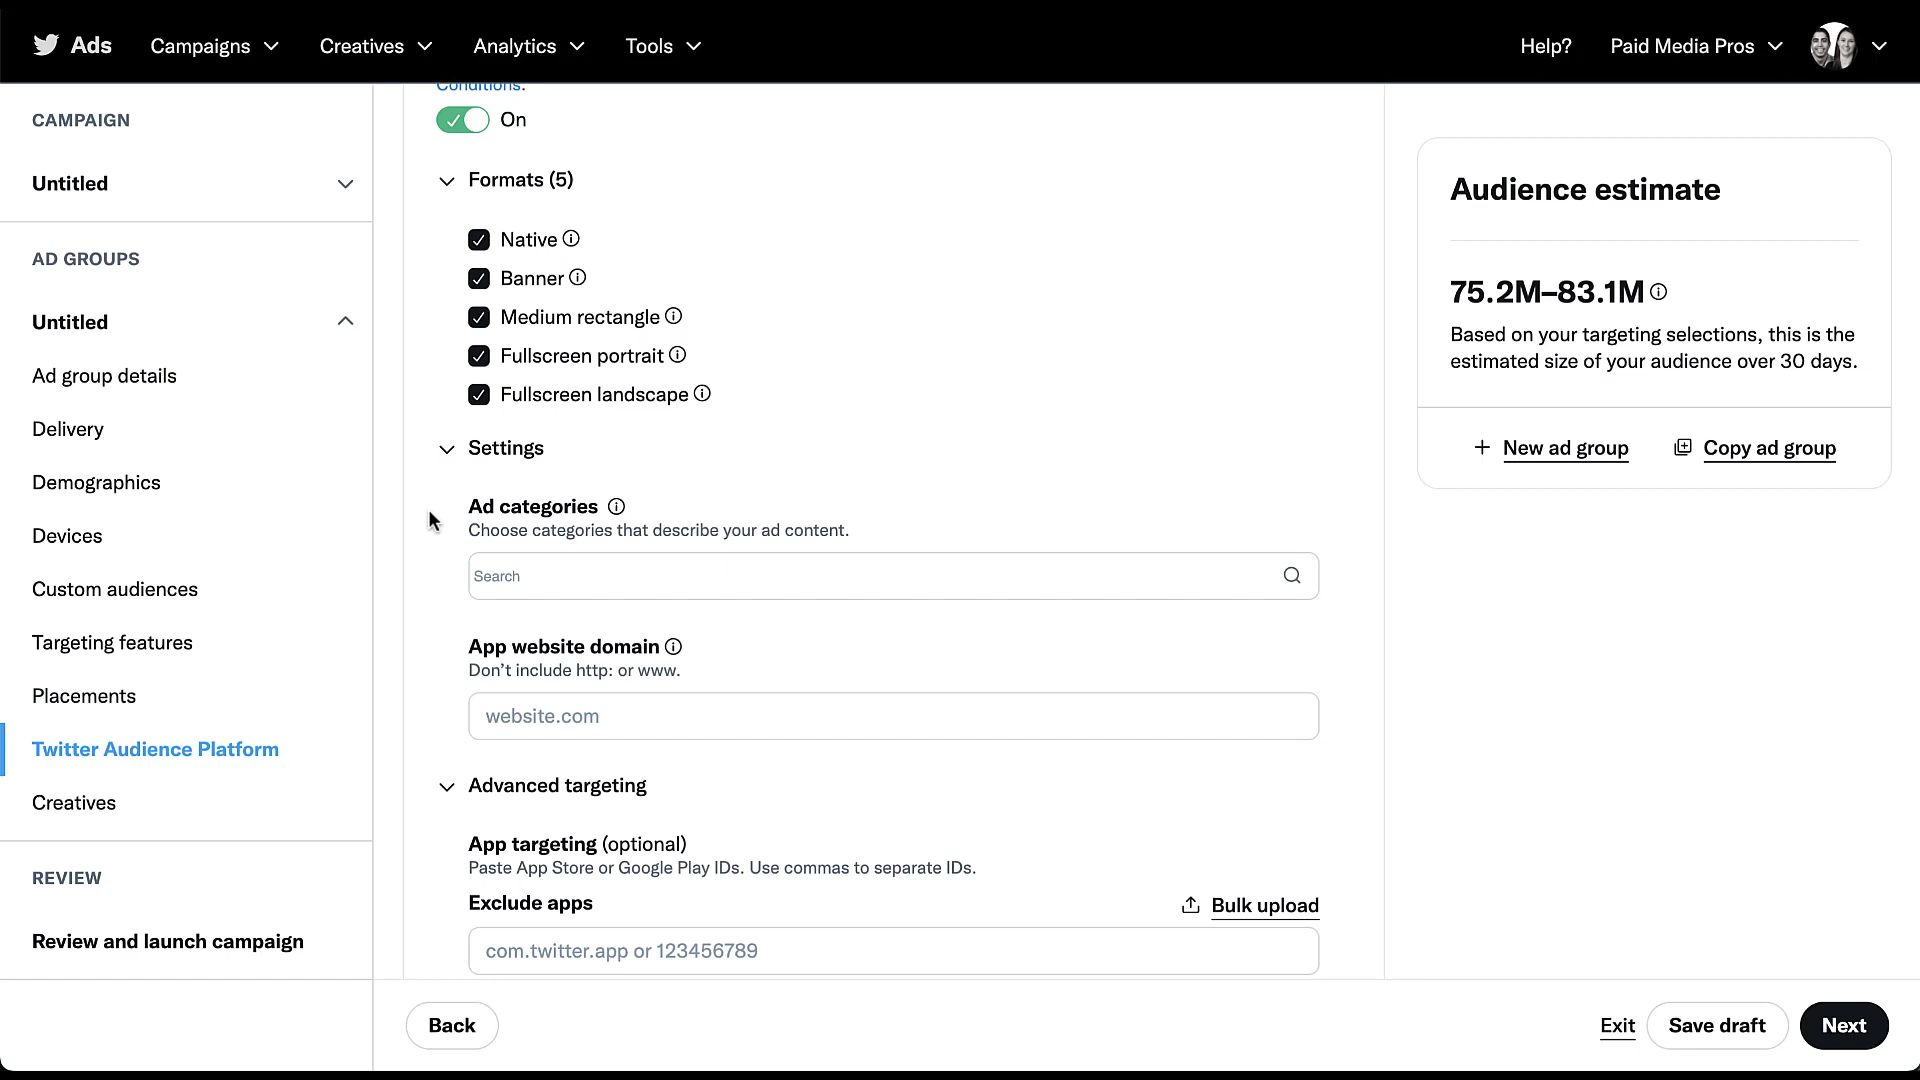 Ads
Campaigns
Creatives
Analytics
Tools
Help?
Paid Media Pros
CAMPAIGN
Untitled
AD GROUPS
Untitled
Ad group details
Delivery
Demographics
Devices
Custom audiences
Targeting features
Placements
Twitter Audience Platform
Creatives
REVIEW
Review and launch campaign
Conditions.
On
Formats (5)
Native
Banner
Medium rectangle
Fullscreen portrait
Fullscreen landscape
Settings
Ad categories
Choose categories that describe your ad content.
Search
App website domain
Don’t include http: or www.
website.com
Advanced targeting
App targeting (optional)
Paste App Store or Google Play IDs. Use commas to separate IDs.
Exclude apps
Bulk upload
com.twitter.app or 123456789
Audience estimate
75.2M–83.1M
Based on your targeting selections, this is the
estimated size of your audience over 30 days.
New ad group
Copy ad group
Back
Exit
Save draft
Next